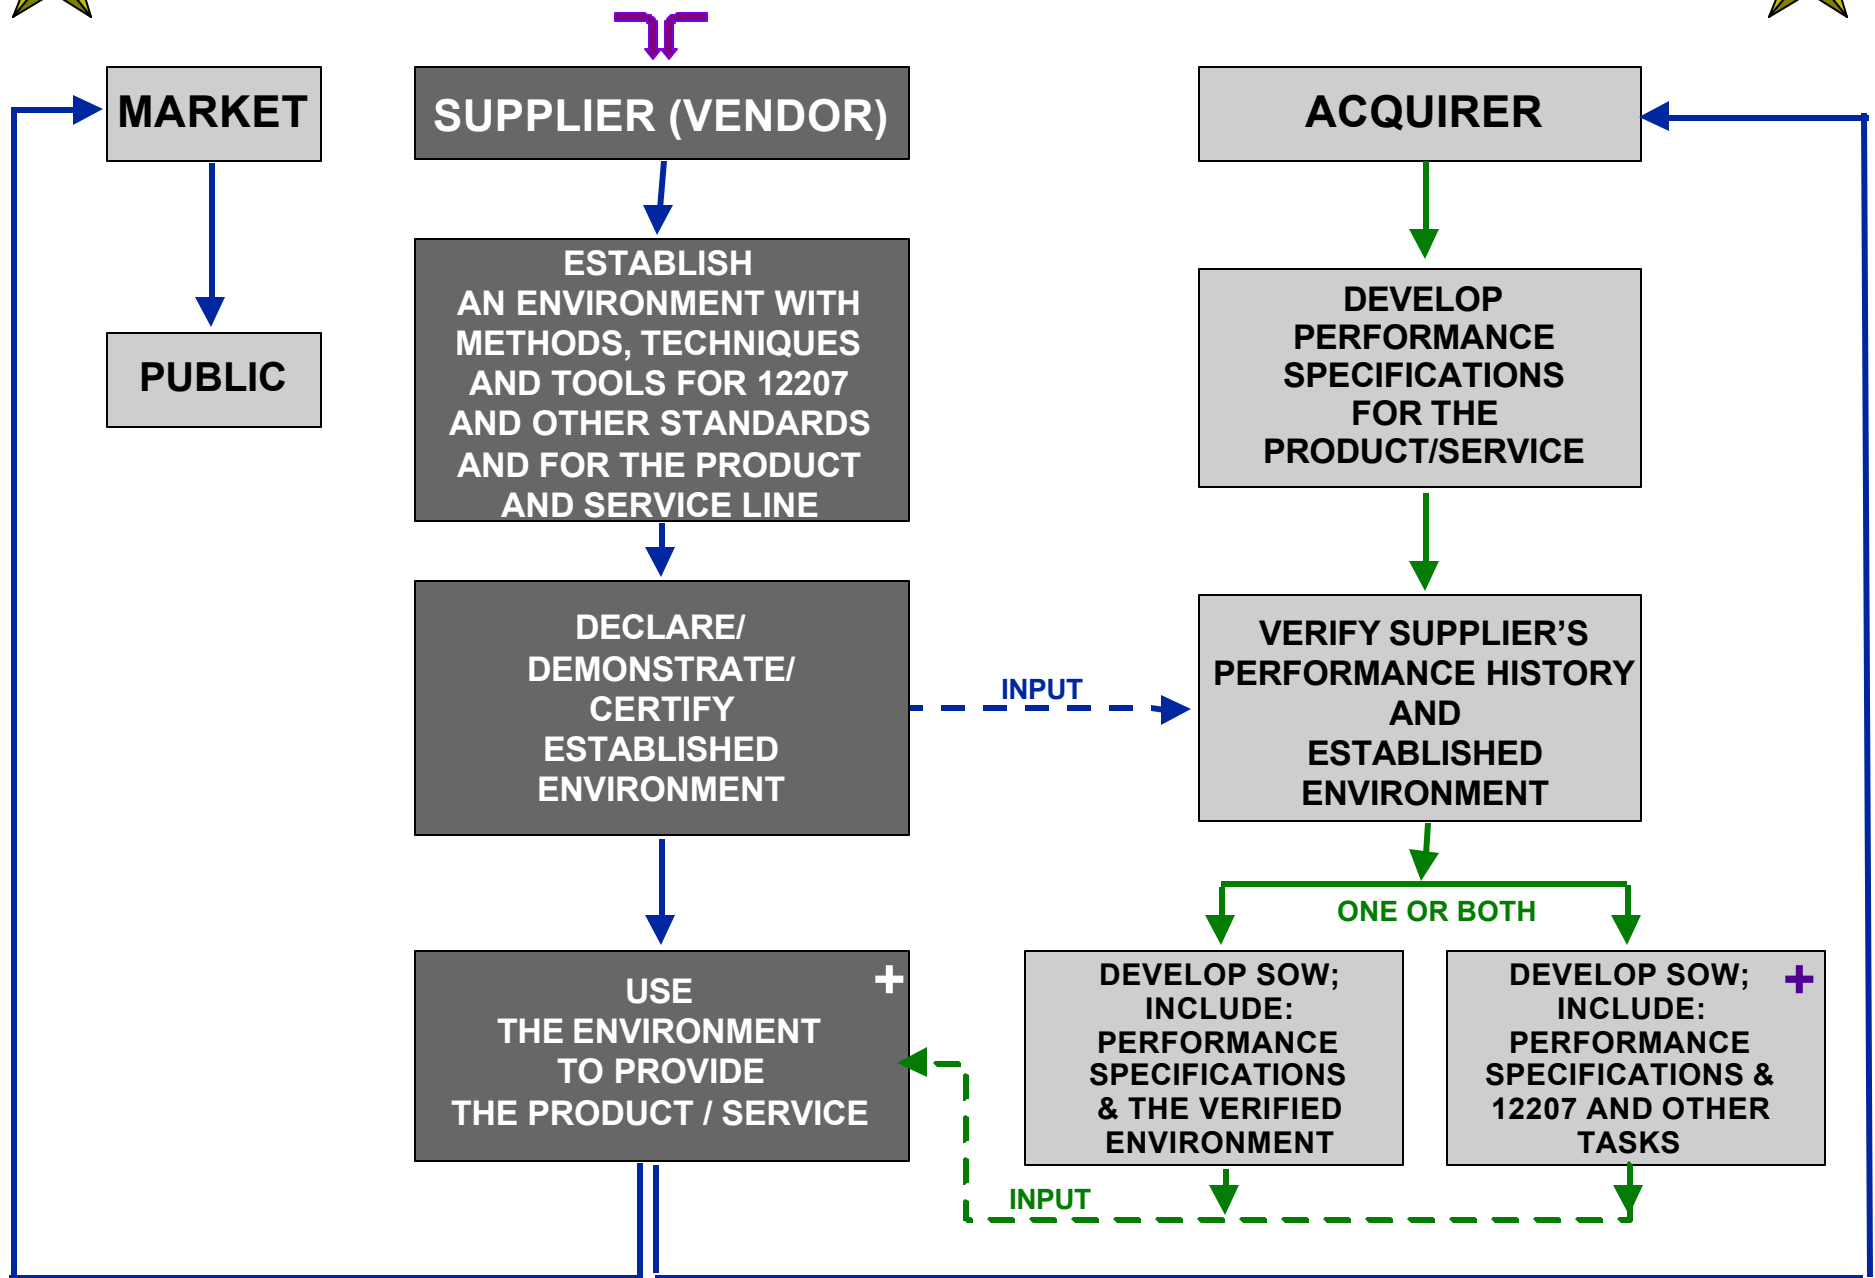 MARKET
PUBLIC
SUPPLIER (VENDOR)
ESTABLISH
AN ENVIRONMENT WITH
METHODS, TECHNIQUES
AND TOOLS FOR 12207
AND OTHER STANDARDS
AND FOR THE PRODUCT
AND SERVICE LINE
DECLARE/
DEMONSTRATE/
CERTIFY
ESTABLISHED
ENVIRONMENT
INPUT
USE
THE ENVIRONMENT
TO PROVIDE
THE PRODUCT / SERVICE
+
ACQUIRER
DEVELOP
PERFORMANCE
SPECIFICATIONS
FOR THE
PRODUCT/SERVICE
VERIFY SUPPLIER’S
PERFORMANCE HISTORY
AND
ESTABLISHED
ENVIRONMENT
ONE OR BOTH
DEVELOP SOW;
INCLUDE:
PERFORMANCE
SPECIFICATIONS
& THE VERIFIED
ENVIRONMENT
DEVELOP SOW;
INCLUDE:
PERFORMANCE
SPECIFICATIONS &
12207 AND OTHER
TASKS
+
INPUT